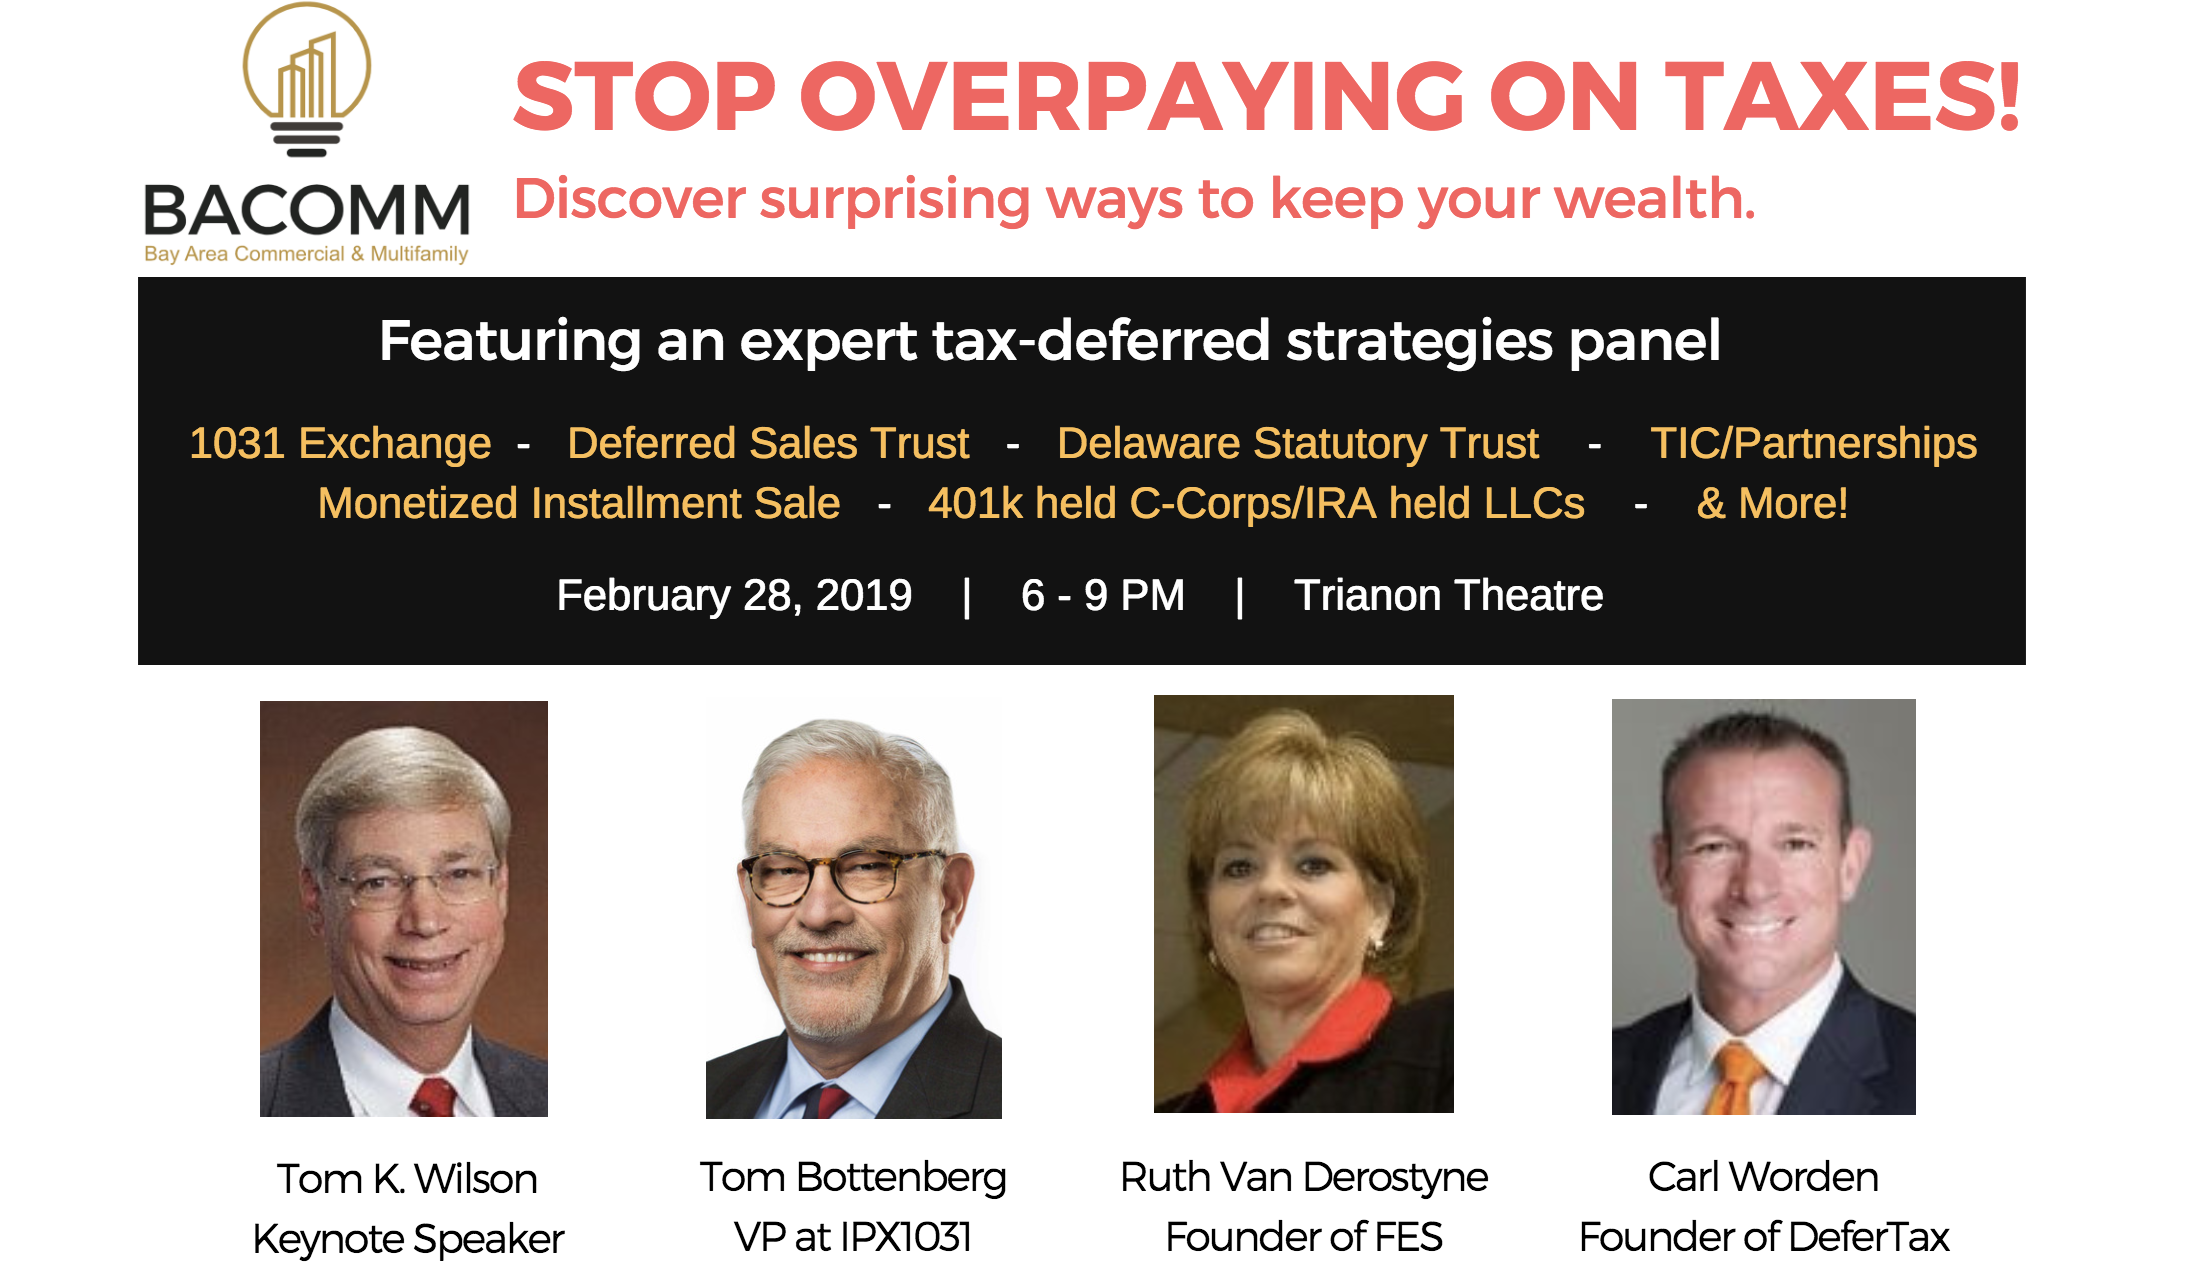 BACOMM
Bay Area Commercial & Multifamily
STOP OVERPAYING ON TAXES!
Discover surprising ways to keep your wealth.
Featuring an expert tax-deferred strategies panel
1031 Exchange - Deferred Sales Trust - Delaware Statutory Trust - TIC/Partnerships
Monetized Installment Sale - 401k held C-Corps/IRA held LLCs - & More!
February 28, 2019 | 6 - 9 PM | Trianon Theatre
Tom K. Wilson
Keynote Speaker
Tom Bottenberg
VP at IPX1031
Ruth Van Derostyne
Founder of FES
Carl Worden
Founder of DeferTax